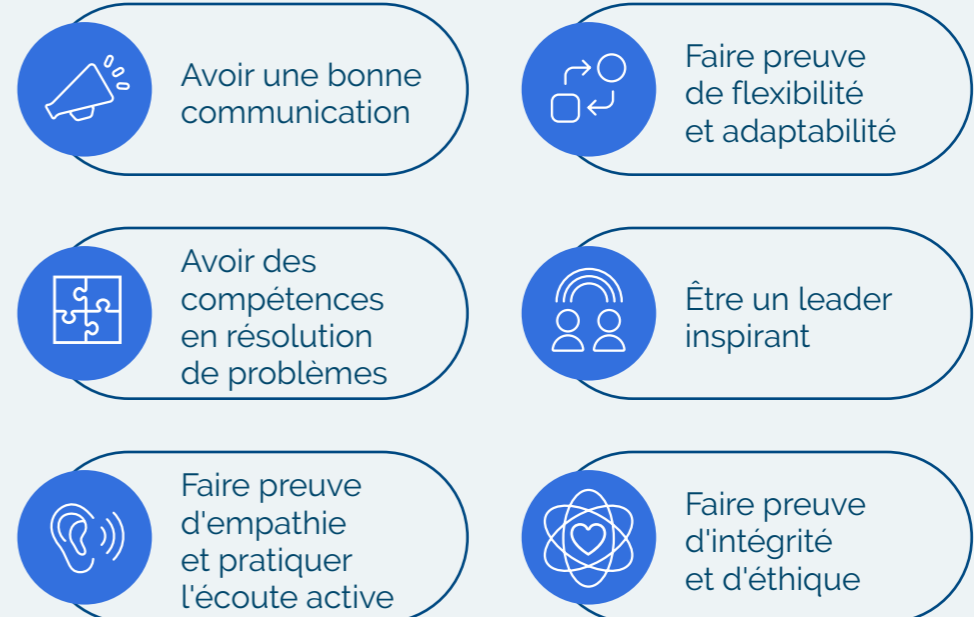 Avoir une bonne
communication
Faire preuve
de flexibilité
et adaptabilité
Avoir des
compétences
en résolution
de problèmes
Être un leader
inspirant
Faire preuve
d'empathie
et pratiquer
l'écoute active
Faire preuve
d'intégrité
et d'éthique